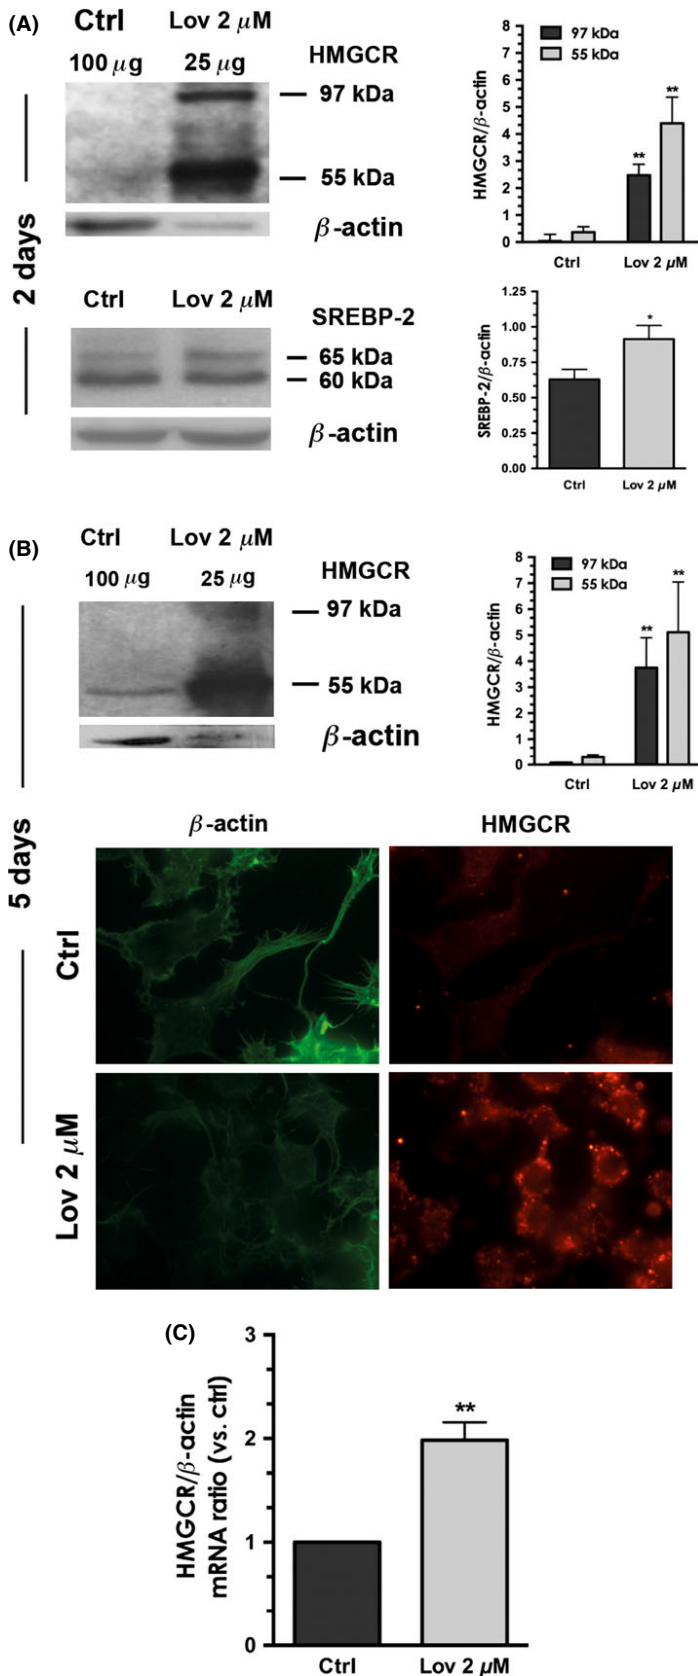 (A)
Ctrl Lov 2 μM
100 μg 25 μg HMGCR
97 kDa
55 kDa
β-actin
2 days
97 kDa
55 kDa
HMGCR/β-actin
8
7
6
5
4
3
2
1
0
** **
Ctrl Lov 2 μM
Ctrl Lov 2 μM
SREBP-2
65 kDa
60 kDa
β-actin
SREBP-2/β-actin
1.25
1.00
0.75
0.50
0.25
0.00
*
Ctrl Lov 2 μM
(B)
Ctrl Lov 2 μM
100 μg 25 μg HMGCR
97 kDa
55 kDa
β-actin
97 kDa
55 kDa
HMGCR/β-actin
8
7
6
5
4
3
2
1
0
** **
Ctrl Lov 2 μM
5 days
β-actin HMGCR
Ctrl
Lov 2 μM
(C)
HMGCR/β-actin
mRNA ratio (vs. ctrl)
3
2
1
0
**
Ctrl Lov 2 μM